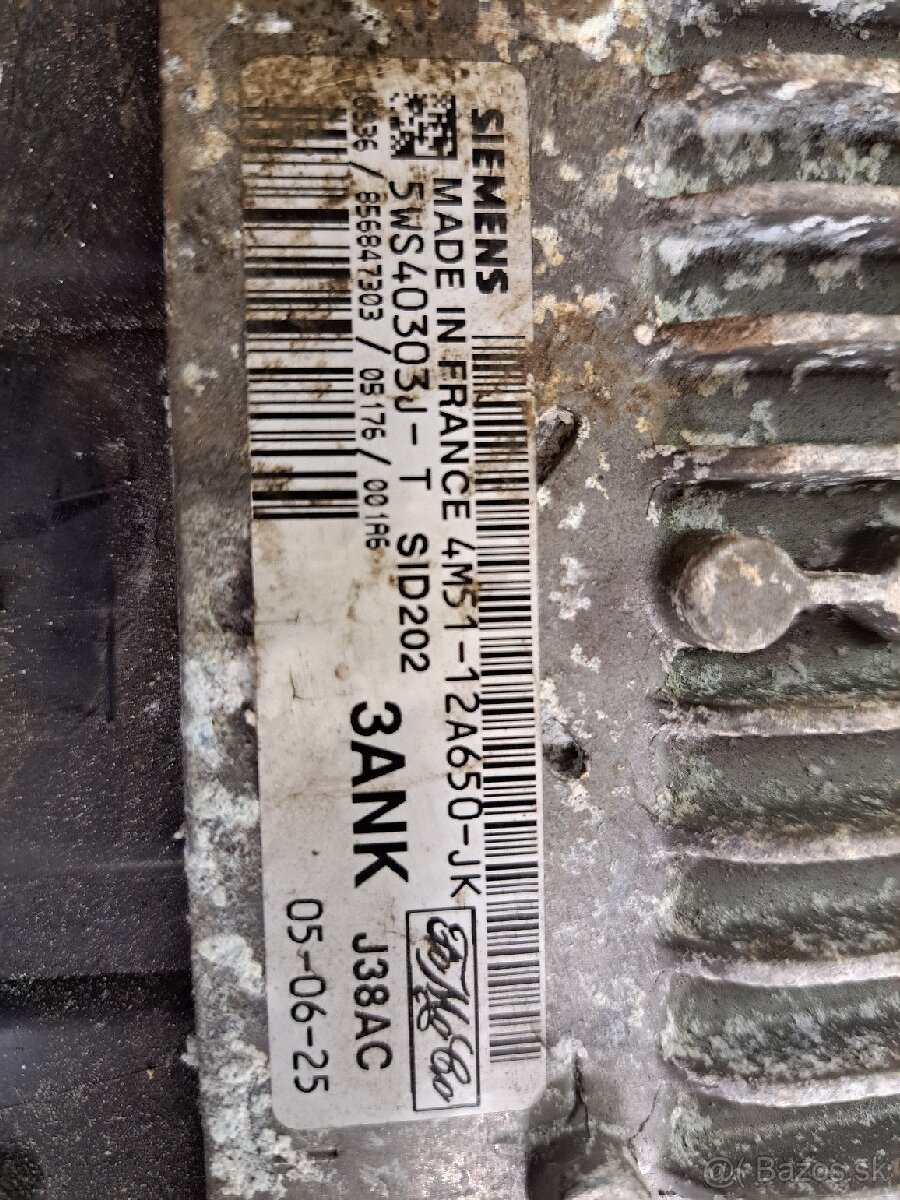 SIEMENS
MADE IN FRANCE 4M51-12A650-JK
5WS40303J-T SID202
/ 856847303 / 05176 / 001A6
3ANK J38AC
FoMoCo
05-06-25
@( Bazos.sk